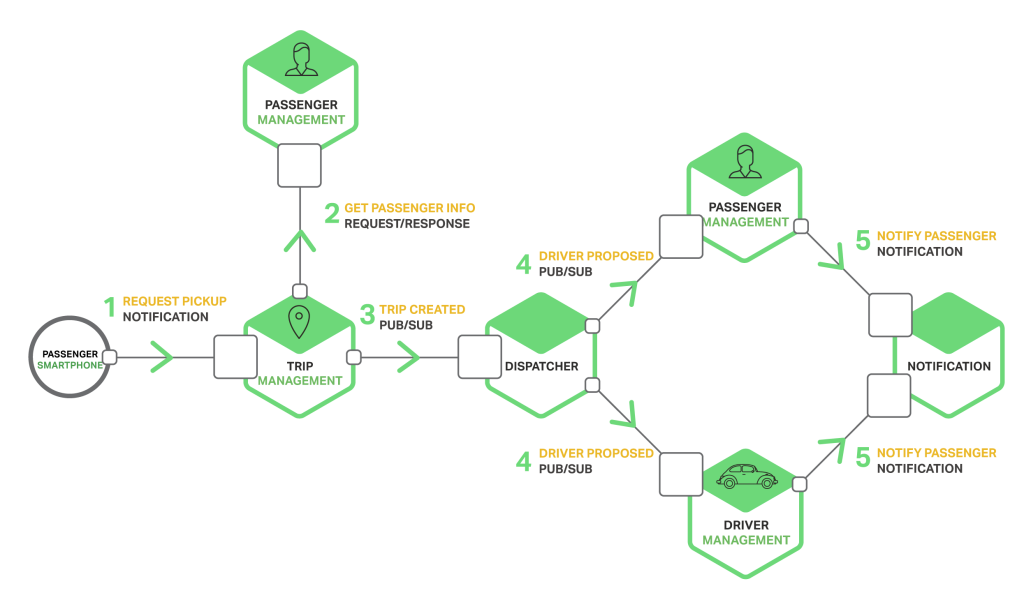 PASSENGER
MANAGEMENT
2 GET PASSENGER INFO
REQUEST/RESPONSE
1 REQUEST PICKUP
NOTIFICATION
PASSENGER
SMARTPHONE
TRIP
MANAGEMENT
3 TRIP CREATED
PUB/SUB
DISPATCHER
4 DRIVER PROPOSED
PUB/SUB
PASSENGER
MANAGEMENT
5 NOTIFY PASSENGER
NOTIFICATION
4 DRIVER PROPOSED
PUB/SUB
DRIVER
MANAGEMENT
5 NOTIFY PASSENGER
NOTIFICATION
NOTIFICATION